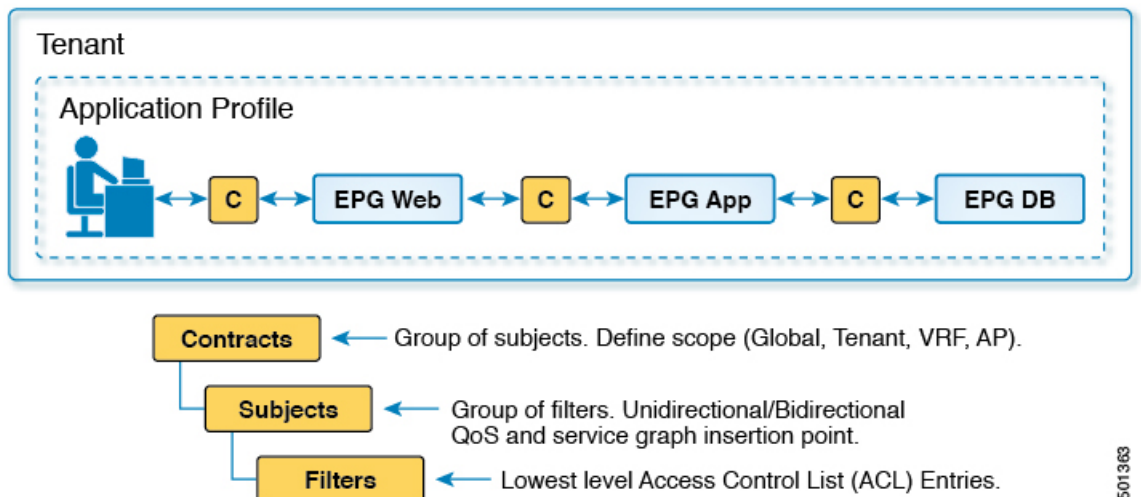 Tenant
Application Profile
C
EPG Web
C
EPG App
C
EPG DB
Contracts
Group of subjects. Define scope (Global, Tenant, VRF, AP).
Subjects
Group of filters. Unidirectional/Bidirectional
QoS and service graph insertion point.
Filters
Lowest level Access Control List (ACL) Entries.
501363